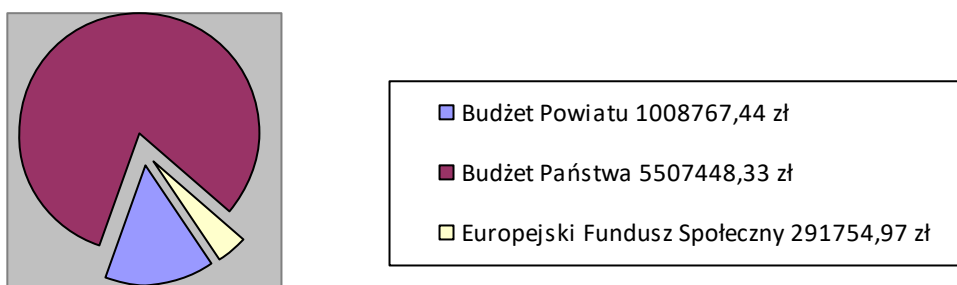 Budżet Powiatu 1008767,44 zł
Budżet Państwa 5507448,33 zł
Europejski Fundusz Społeczny 291754,97 zł